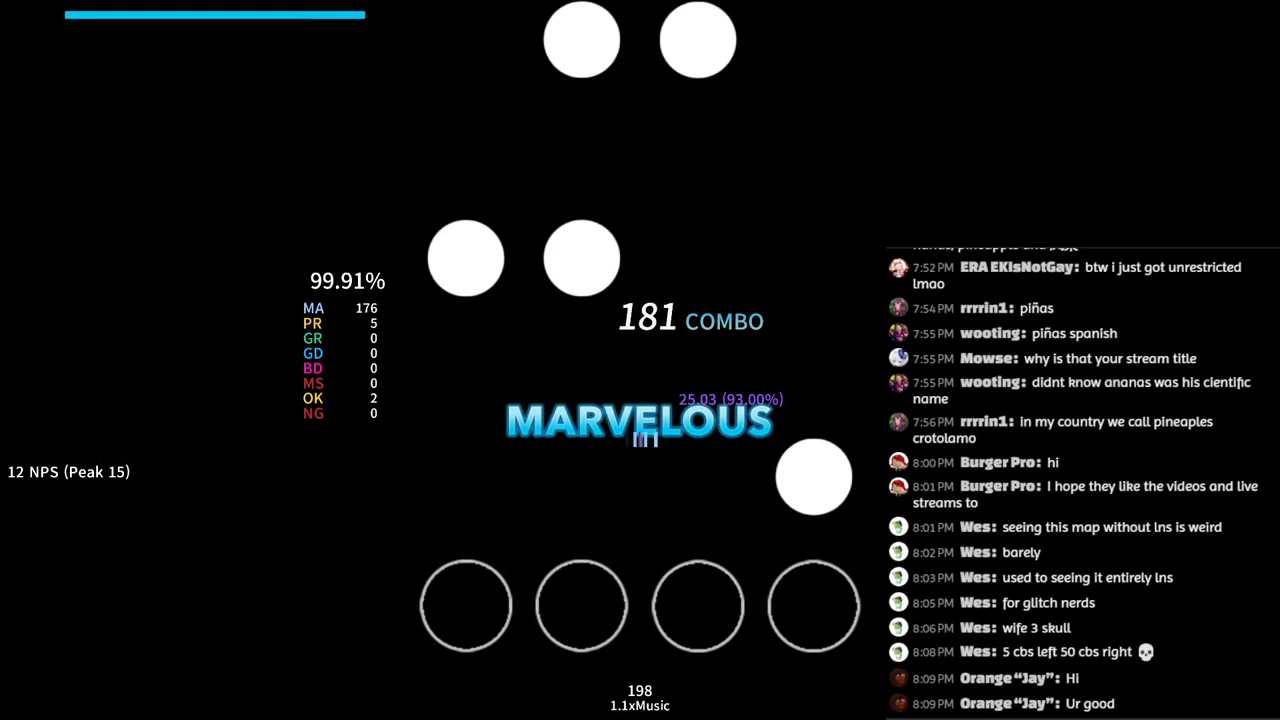 99.91%
MA 176
PR 5
GR 0
GD 0
BD 0
MS 0
OK 2
NG 0
12 NPS (Peak 15)
181 COMBO
25.03 (93.00%)
MARVELOUS
198
1.1xMusic
7:52 PM ERA EKIsNotGay: btw i just got unrestricted
lmao
7:54 PM rrrrin1: piñas
7:55 PM wooting: piñas spanish
7:55 PM Mowse: why is that your stream title
7:55 PM wooting: didnt know ananas was his cientific
name
7:56 PM rrrrin1: in my country we call pineaples
crotolamo
8:00 PM Burger Pro: hi
8:01 PM Burger Pro: I hope they like the videos and live
streams to
8:01 PM Wes: seeing this map without lns is weird
8:02 PM Wes: barely
8:03 PM Wes: used to seeing it entirely lns
8:05 PM Wes: for glitch nerds
8:06 PM Wes: wife 3 skull
8:08 PM Wes: 5 cbs left 50 cbs right 💀
8:09 PM Orange “Jay”: Hi
8:09 PM Orange “Jay”: Ur good